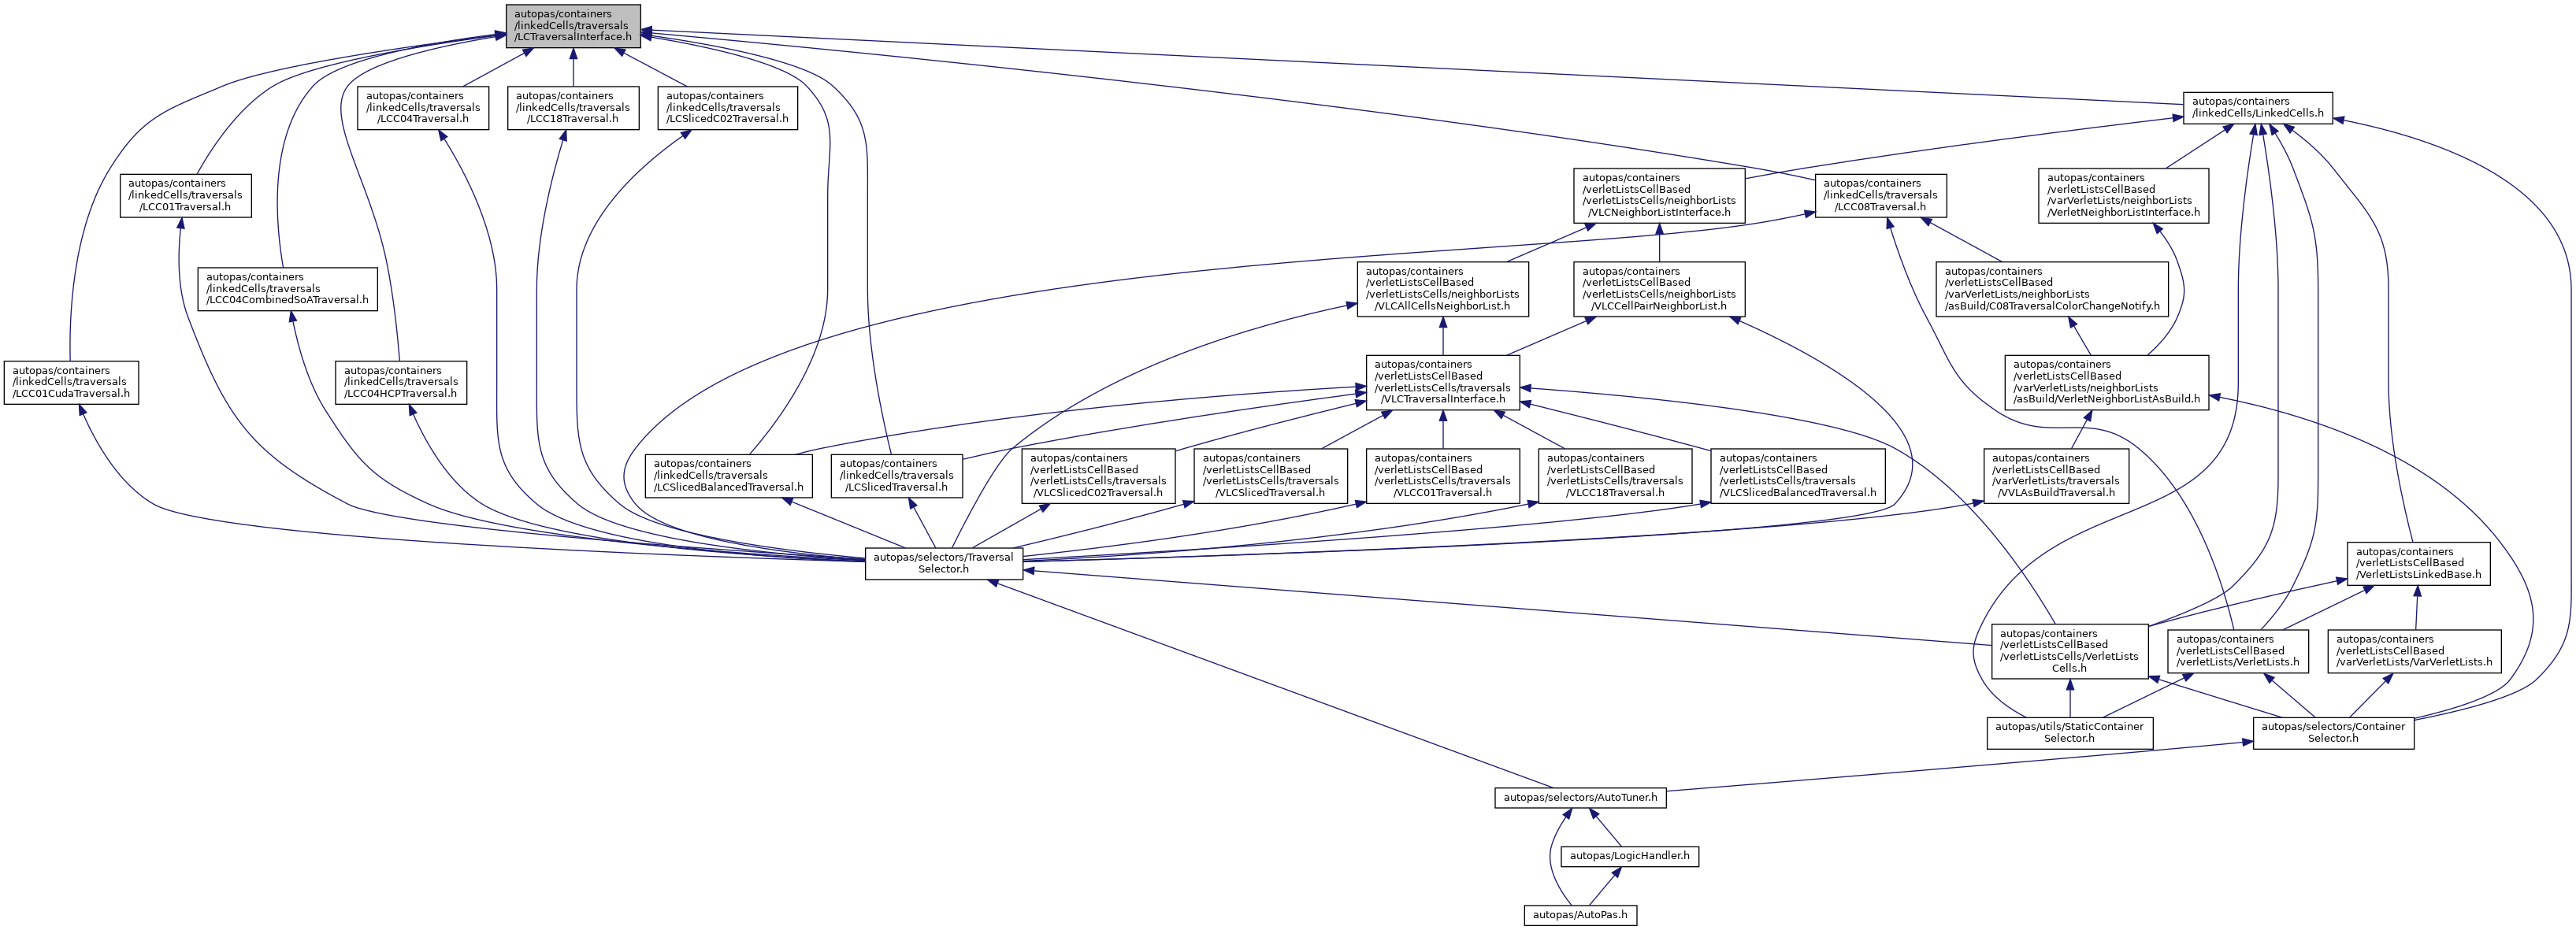 autopas/containers
/linkedCells/traversals
/LCTraversalInterface.h
autopas/containers
/linkedCells/traversals
/LCC04Traversal.h
autopas/containers
/linkedCells/traversals
/LCC18Traversal.h
autopas/containers
/linkedCells/traversals
/LCSlicedC02Traversal.h
autopas/containers
/linkedCells/LinkedCells.h
autopas/containers
/linkedCells/traversals
/LCC01Traversal.h
autopas/containers
/verletListsCellBased
/verletListsCells/neighborLists
/VLCNeighborListInterface.h
autopas/containers
/linkedCells/traversals
/LCC08Traversal.h
autopas/containers
/verletListsCellBased
/varVerletLists/neighborLists
/VerletNeighborListInterface.h
autopas/containers
/linkedCells/traversals
/LCC04CombinedSoATraversal.h
autopas/containers
/verletListsCellBased
/verletListsCells/neighborLists
/VLCAllCellsNeighborList.h
autopas/containers
/verletListsCellBased
/verletListsCells/neighborLists
/VLCCellPairNeighborList.h
autopas/containers
/verletListsCellBased
/varVerletLists/neighborLists
/asBuild/C08TraversalColorChangeNotify.h
autopas/containers
/linkedCells/traversals
/LCC01CudaTraversal.h
autopas/containers
/linkedCells/traversals
/LCC04HCPTraversal.h
autopas/containers
/verletListsCellBased
/verletListsCells/traversals
/VLCTraversalInterface.h
autopas/containers
/verletListsCellBased
/varVerletLists/neighborLists
/asBuild/VerletNeighborListAsBuild.h
autopas/containers
/linkedCells/traversals
/LCSlicedBalancedTraversal.h
autopas/containers
/linkedCells/traversals
/LCSlicedTraversal.h
autopas/containers
/verletListsCellBased
/verletListsCells/traversals
/VLCSlicedC02Traversal.h
autopas/containers
/verletListsCellBased
/verletListsCells/traversals
/VLCSlicedTraversal.h
autopas/containers
/verletListsCellBased
/verletListsCells/traversals
/VLCC01Traversal.h
autopas/containers
/verletListsCellBased
/verletListsCells/traversals
/VLCC18Traversal.h
autopas/containers
/verletListsCellBased
/verletListsCells/traversals
/VLCSlicedBalancedTraversal.h
autopas/containers
/verletListsCellBased
/varVerletLists/traversals
/VVLAsBuildTraversal.h
autopas/selectors/Traversal
Selector.h
autopas/containers
/verletListsCellBased
/VerletListsLinkedBase.h
autopas/containers
/verletListsCellBased
/verletListsCells/VerletLists
Cells.h
autopas/containers
/verletListsCellBased
/verletLists/VerletLists.h
autopas/containers
/verletListsCellBased
/varVerletLists/VarVerletLists.h
autopas/utils/StaticContainer
Selector.h
autopas/selectors/Container
Selector.h
autopas/selectors/AutoTuner.h
autopas/LogicHandler.h
autopas/AutoPas.h